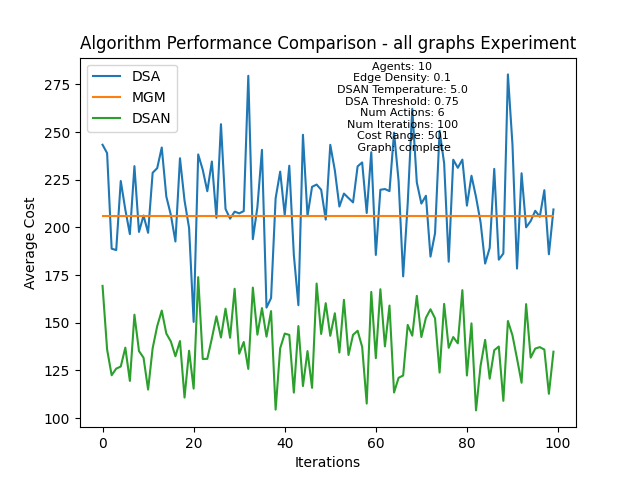 Algorithm Performance Comparison - all graphs Experiment
DSA
MGM
DSAN
Agents: 10
Edge Density: 0.1
DSAN Temperature: 5.0
DSA Threshold: 0.75
Num Actions: 6
Num Iterations: 100
Cost Range: 501
Graph: complete
Average Cost
275
250
225
200
175
150
125
100
0
20
40
60
80
100
Iterations